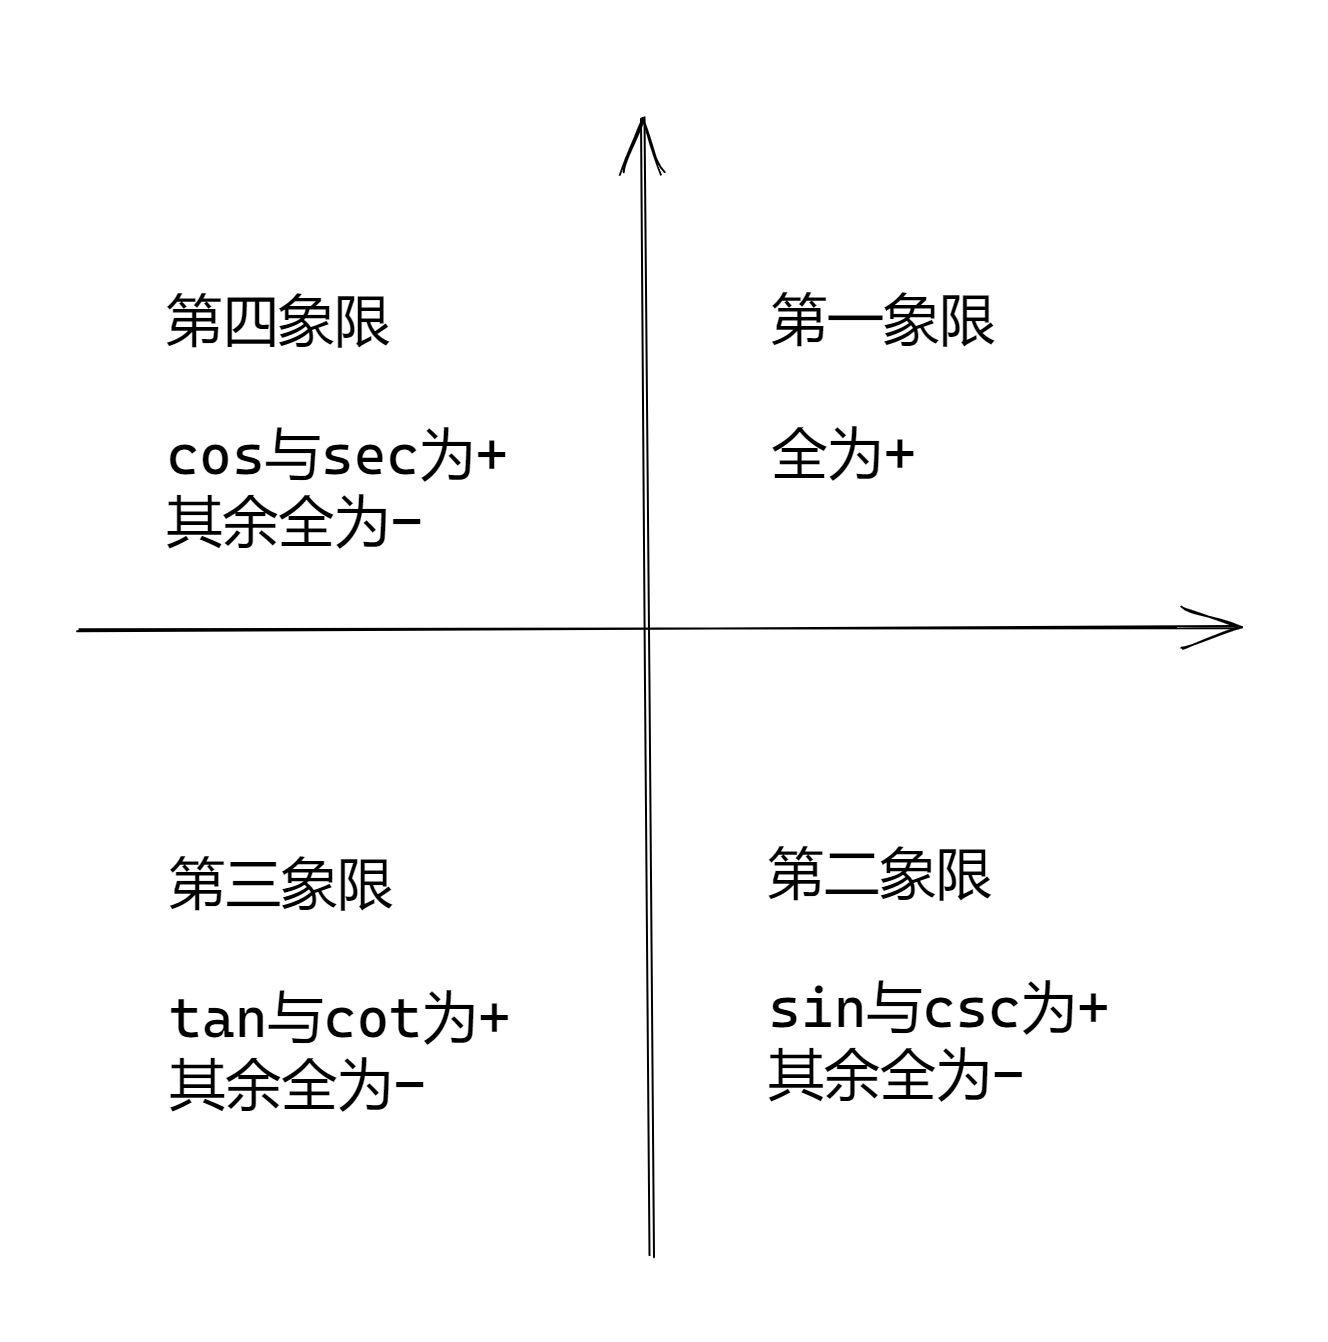 第四象限
cos与sec为+
其余全为-
第一象限
全为+
第三象限
tan与cot为+
其余全为-
第二象限
sin与csc为+
其余全为-